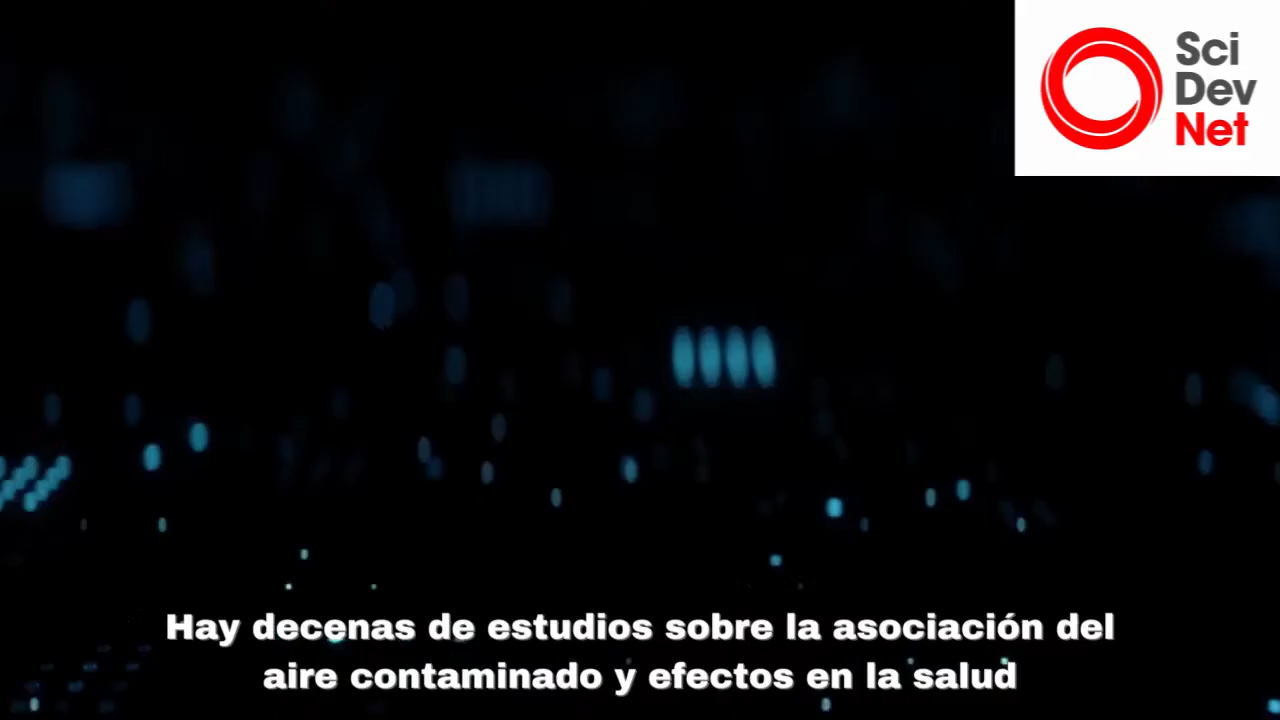 Sci
Dev
Net
Hay decenas de estudios sobre la asociación del
aire contaminado y efectos en la salud